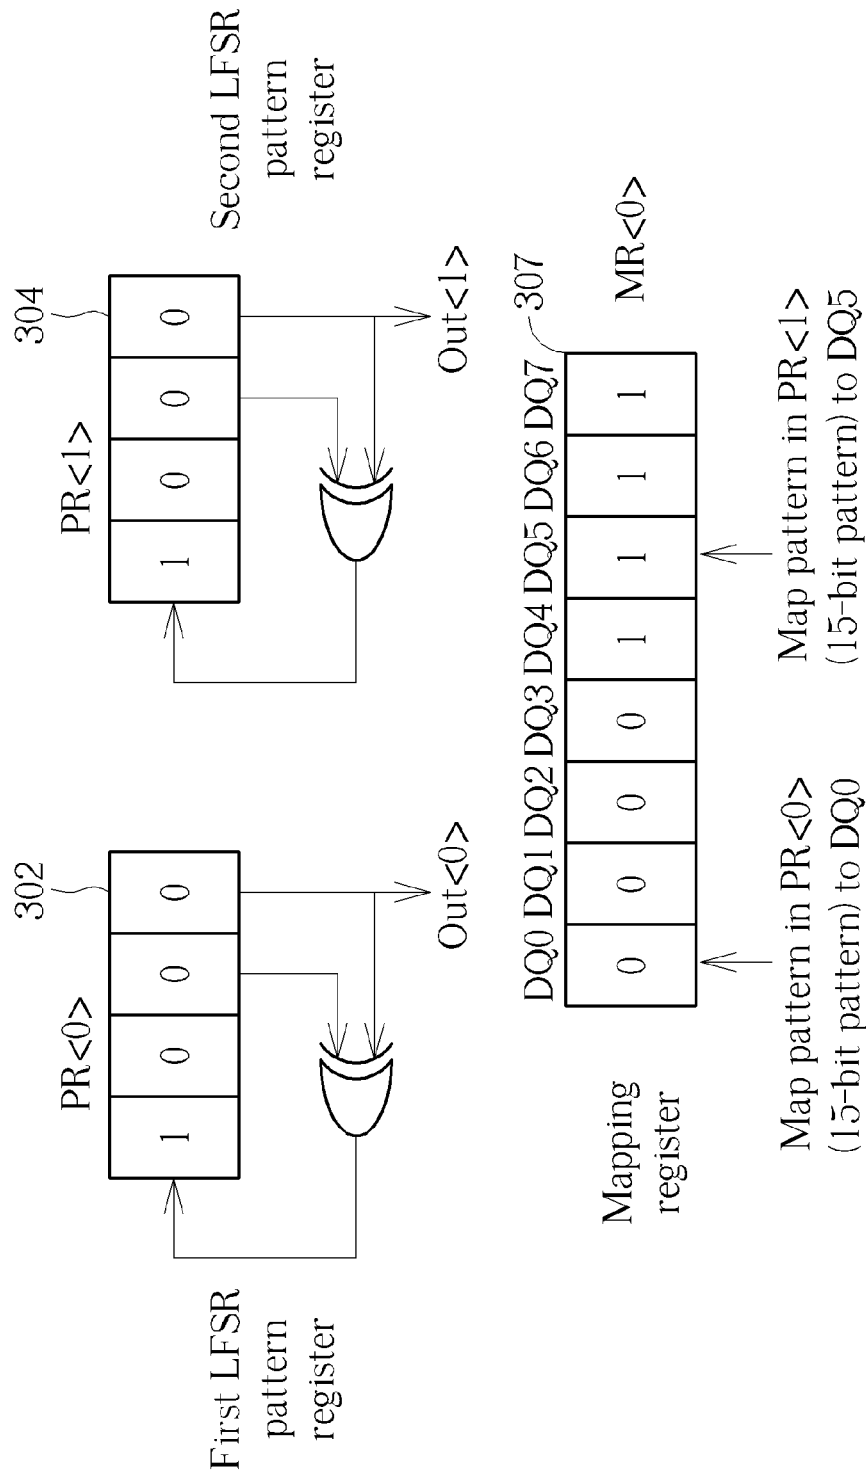 302
304
PR<0>
PR<1>
1 0 0 0
1 0 0 0
First LFSR
pattern
register
Second LFSR
pattern
register
Out<0>
Out<1>
307
DQ0 DQ1 DQ2 DQ3 DQ4 DQ5 DQ6 DQ7
Mapping
register
0 0 0 0 1 1 1 1
MR<0>
Map pattern in PR<0>
(15-bit pattern) to DQ0
Map pattern in PR<1>
(15-bit pattern) to DQ5